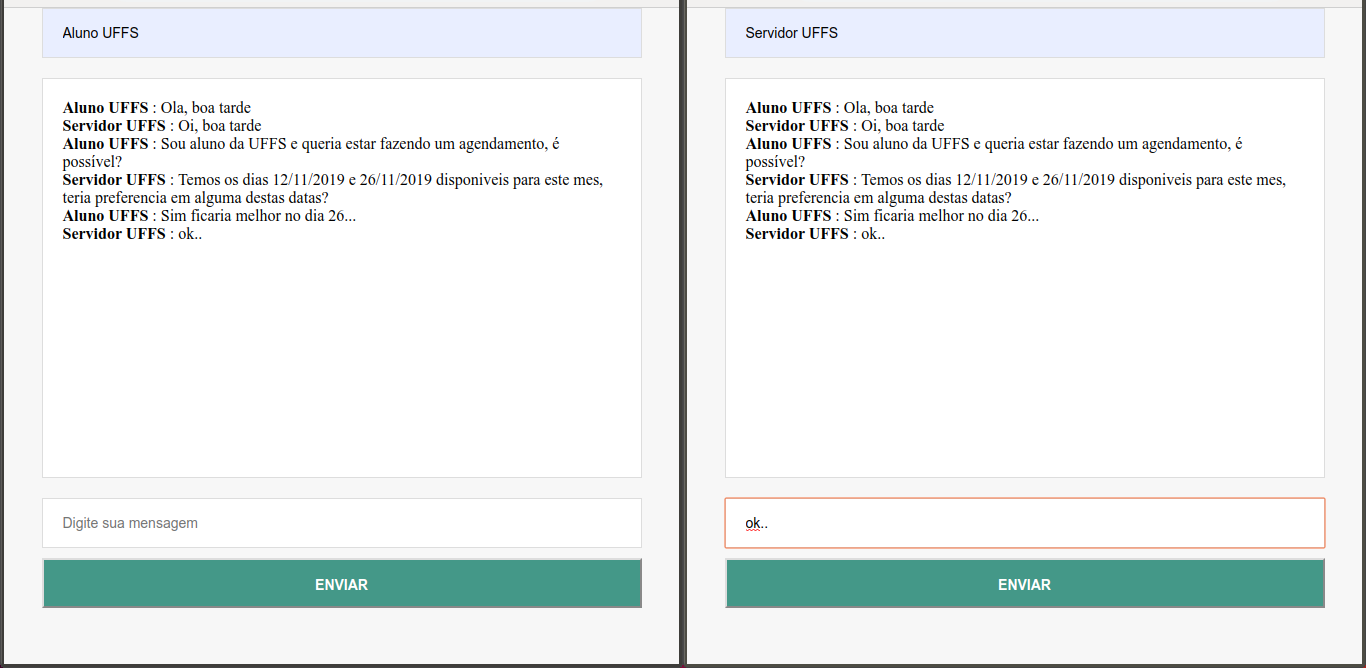 Aluno UFFS
Aluno UFFS : Ola, boa tarde
Servidor UFFS : Oi, boa tarde
Aluno UFFS : Sou aluno da UFFS e queria estar fazendo um agendamento, é
possível?
Servidor UFFS : Temos os dias 12/11/2019 e 26/11/2019 disponiveis para este mes,
teria preferencia em alguma destas datas?
Aluno UFFS : Sim ficaria melhor no dia 26...
Servidor UFFS : ok..
Digite sua mensagem
ENVIAR
Servidor UFFS
Aluno UFFS : Ola, boa tarde
Servidor UFFS : Oi, boa tarde
Aluno UFFS : Sou aluno da UFFS e queria estar fazendo um agendamento, é
possível?
Servidor UFFS : Temos os dias 12/11/2019 e 26/11/2019 disponiveis para este mes,
teria preferencia em alguma destas datas?
Aluno UFFS : Sim ficaria melhor no dia 26...
Servidor UFFS : ok..
ok..
ENVIAR